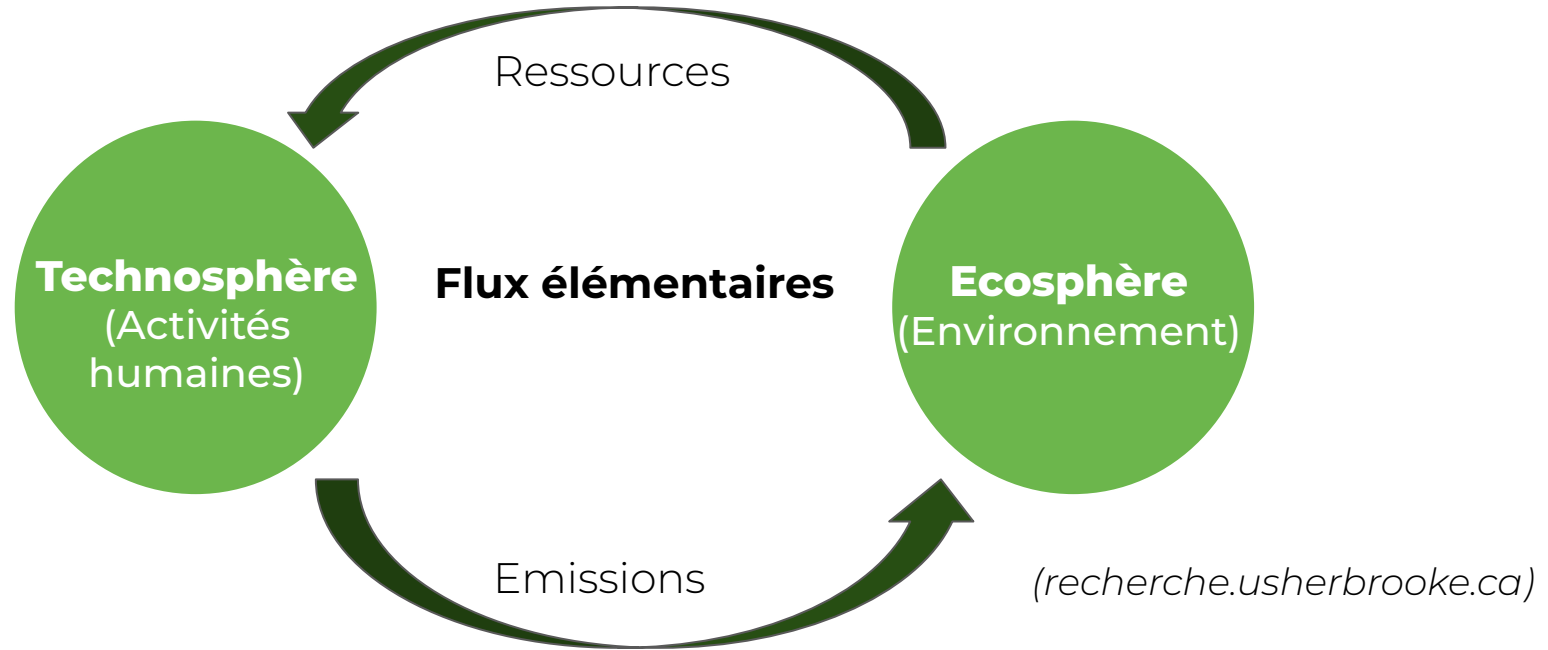 Ressources
Technosphère
(Activités
humaines)
Flux élémentaires
Ecosphère
(Environnement)
Emissions
(recherche.usherbrooke.ca)